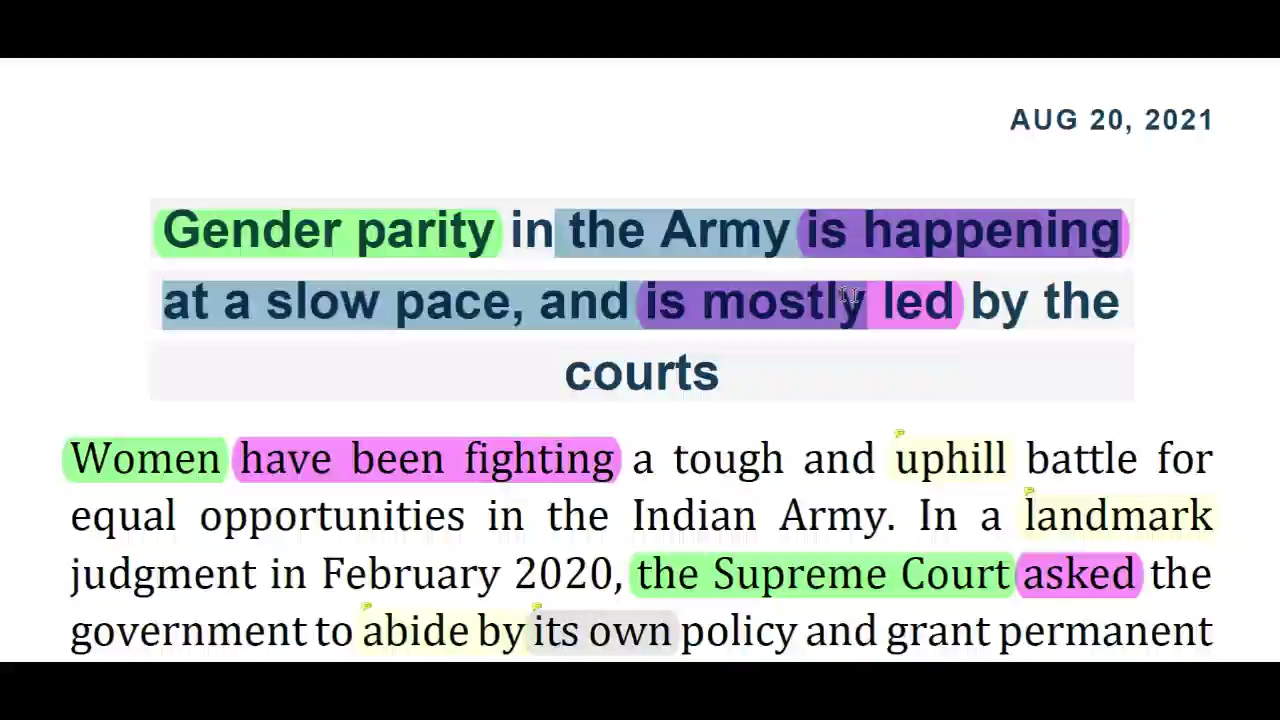 AUG 20, 2021
Gender parity in the Army is happening
at a slow pace, and is mostly led by the
courts
Women have been fighting a tough and uphill battle for
equal opportunities in the Indian Army. In a landmark
judgment in February 2020, the Supreme Court asked the
government to abide by its own policy and grant permanent